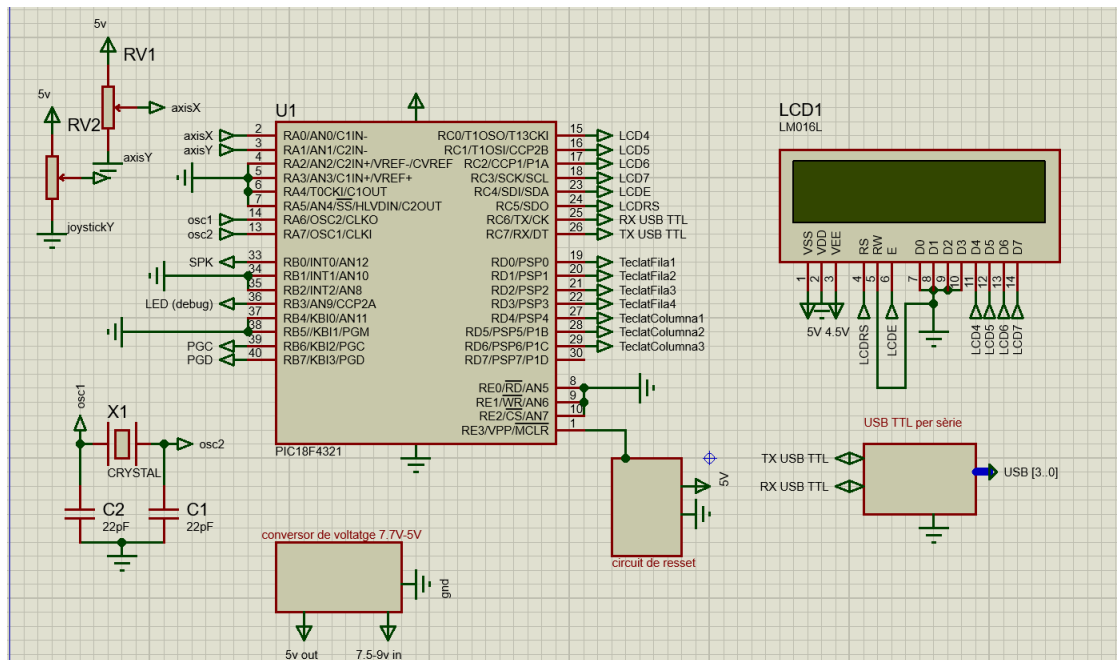 5v
RV1
axisX
5v
RV2
axisY
joystickY
U1
axisX 2 RA0/AN0/C1IN- RC0/T1OSO/T13CKI 15 LCD4
axisY 3 RA1/AN1/C2IN- RC1/T1OSI/CCP2B 16 LCD5
4 RA2/AN2/C2IN+/VREF-/CVREF RC2/CCP1/P1A 17 LCD6
5 RA3/AN3/C1IN+/VREF+ RC3/SCK/SCL 18 LCD7
6 RA4/T0CKI/C1OUT RC4/SDI/SDA 23 LCDE
7 RA5/AN4/SS/HLVDIN/C2OUT RC5/SDO 24 LCDRS
osc1 14 RA6/OSC2/CLKO RC6/TX/CK 25 RX USB TTL
osc2 13 RA7/OSC1/CLKI RC7/RX/DT 26 TX USB TTL
SPK 33 RB0/INT0/AN12 RD0/PSP0 19 TeclatFila1
34 RB1/INT1/AN10 RD1/PSP1 20 TeclatFila2
35 RB2/INT2/AN8 RD2/PSP2 21 TeclatFila3
LED (debug) 36 RB3/AN9/CCP2A RD3/PSP3 22 TeclatFila4
37 RB4/KBI0/AN11 RD4/PSP4 27 TeclatColumna1
38 RB5/KBI1/PGM RD5/PSP5/P1B 28 TeclatColumna2
PGC 39 RB6/KBI2/PGC RD6/PSP6/P1C 29 TeclatColumna3
PGD 40 RB7/KBI3/PGD RD7/PSP7/P1D 30
RE0/RD/AN5 8
RE1/WR/AN6 9
RE2/CS/AN7 10
RE3/VPP/MCLR 1
PIC18F4321
LCD1
LM016L
VSS VDD VEE RS RW E D0 D1 D2 D3 D4 D5 D6 D7
1 2 3 4 5 6 7 8 9 10 11 12 13 14
5V 4.5V
LCDRS
LCDE
LCD4
LCD5
LCD6
LCD7
osc1
X1
osc2
CRYSTAL
C2
22pF
C1
22pF
conversor de voltatge 7.7V-5V
gnd
5v out
7.5-9v in
5V
circuit de resset
USB TTL per sèrie
TX USB TTL
RX USB TTL
USB [3..0]